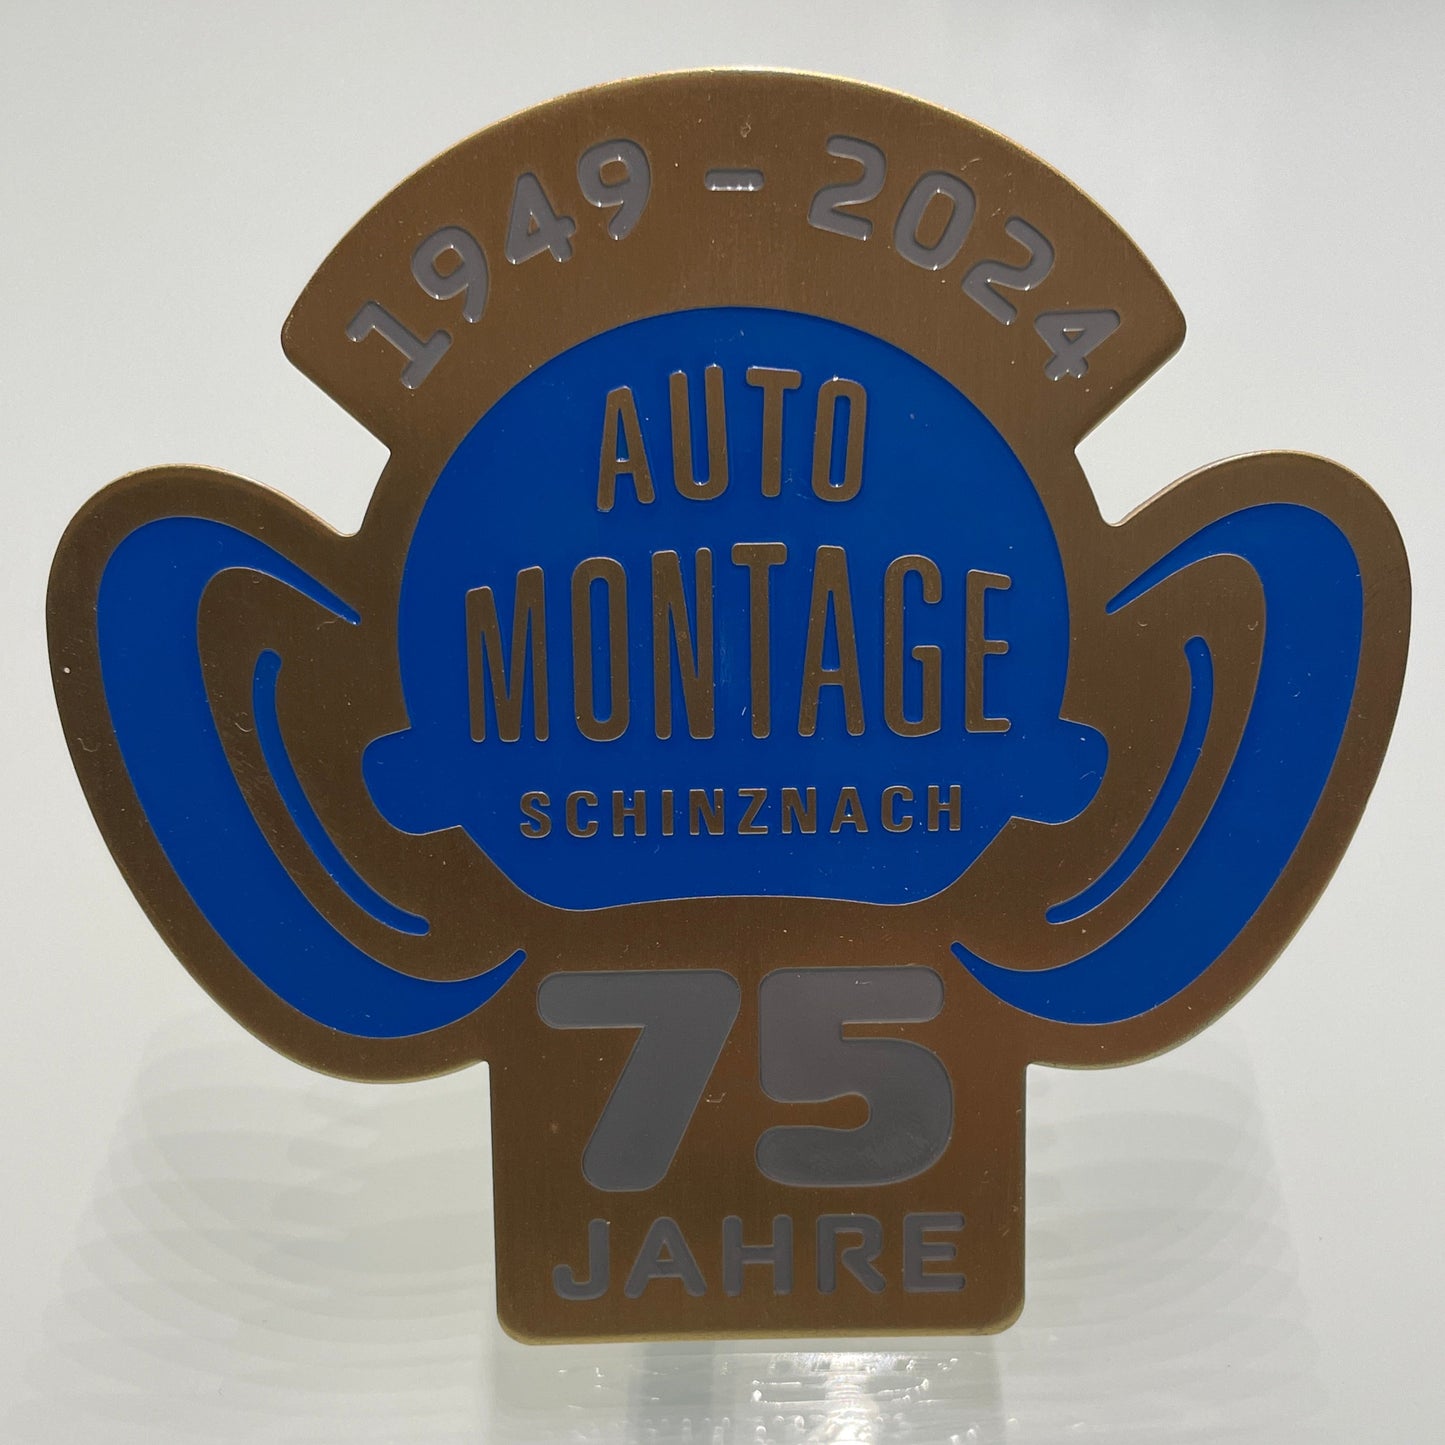 1949 - 2024
AUTO
MONTAGE
SCHINZNACH
75
JAHRE